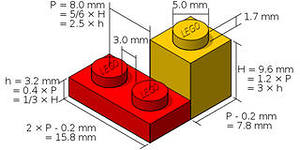 P = 8.0 mm
= 5/6 × H
= 2.5 × h
5.0 mm
1.7 mm
3.0 mm
LEGO
LEGO
LEGO
h = 3.2 mm
= 0.4 × P
= 1/3 × H
H = 9.6 mm
= 1.2 × P
= 3 × h
2 × P - 0.2 mm
= 15.8 mm
P - 0.2 mm
= 7.8 mm